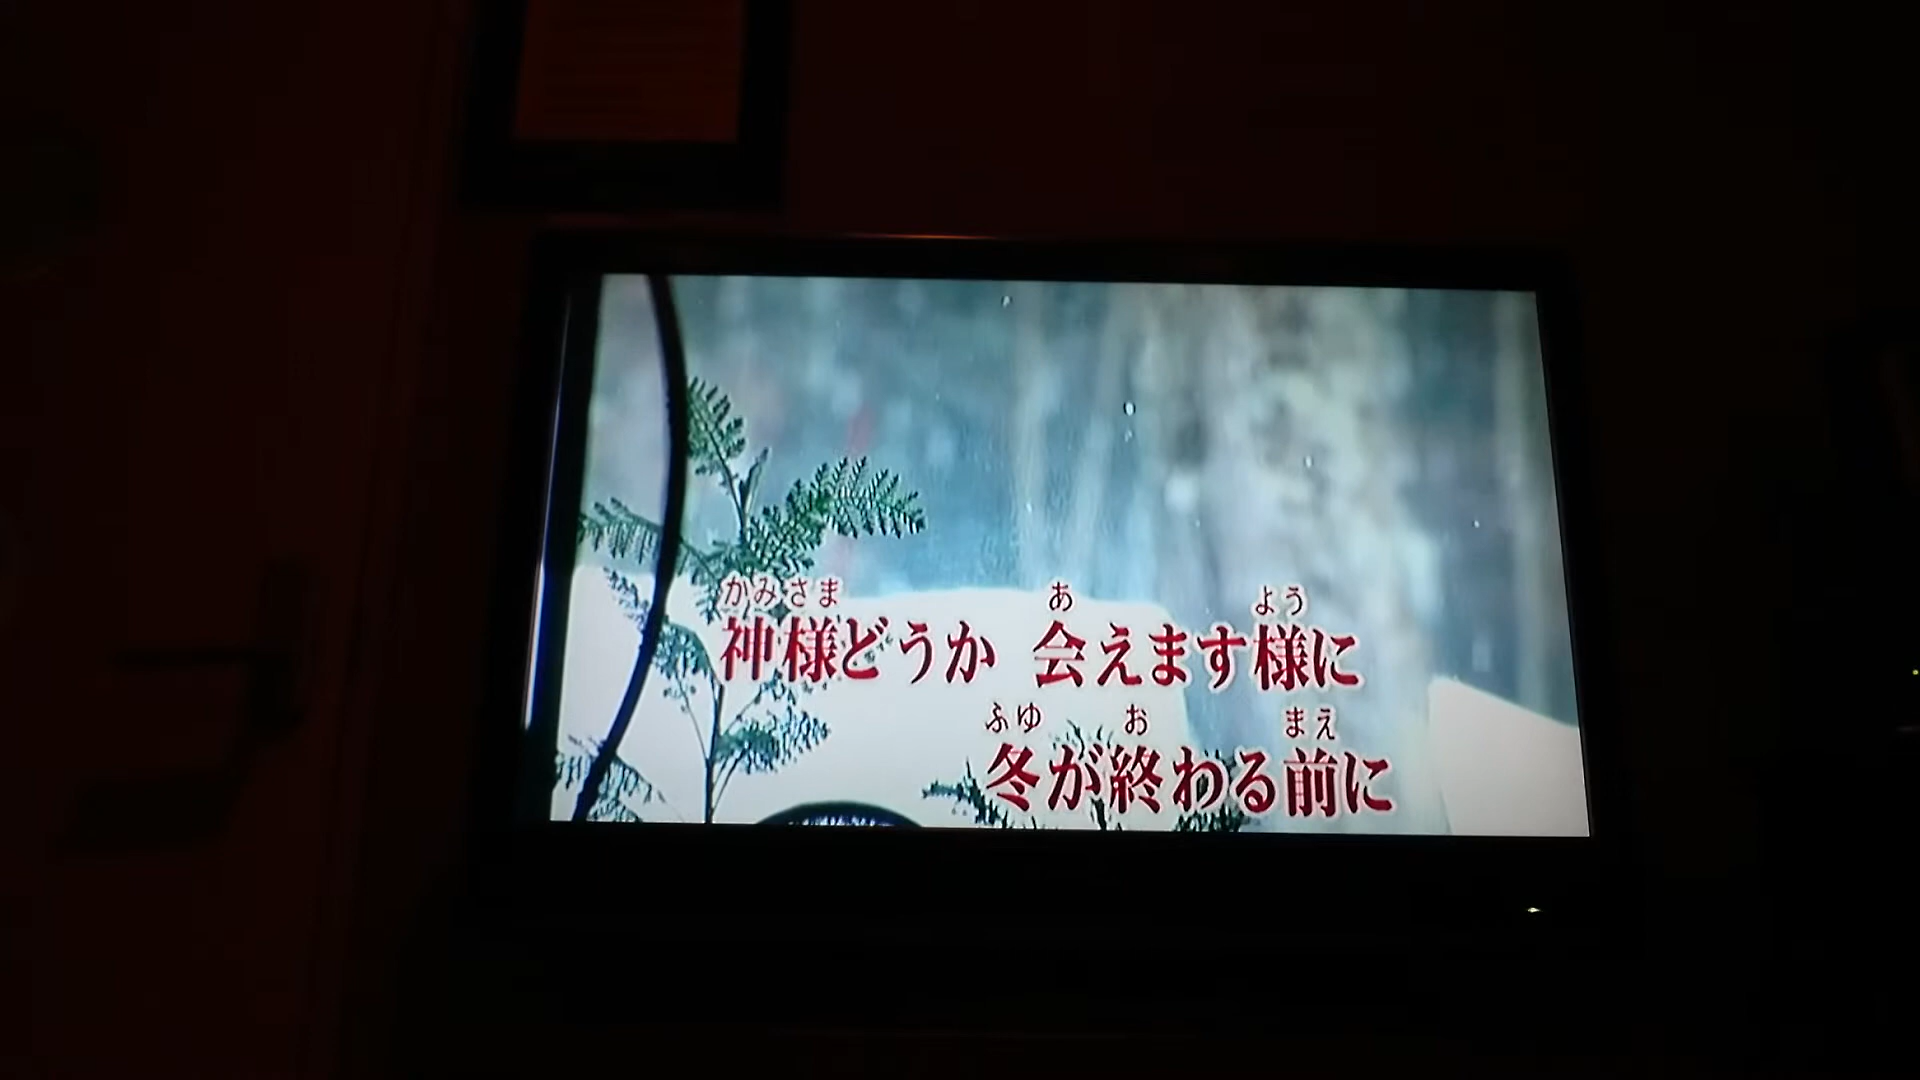 かみさま あ よう
神様どうか 会えます様に
ふゆ お まえ
冬が終わる前に